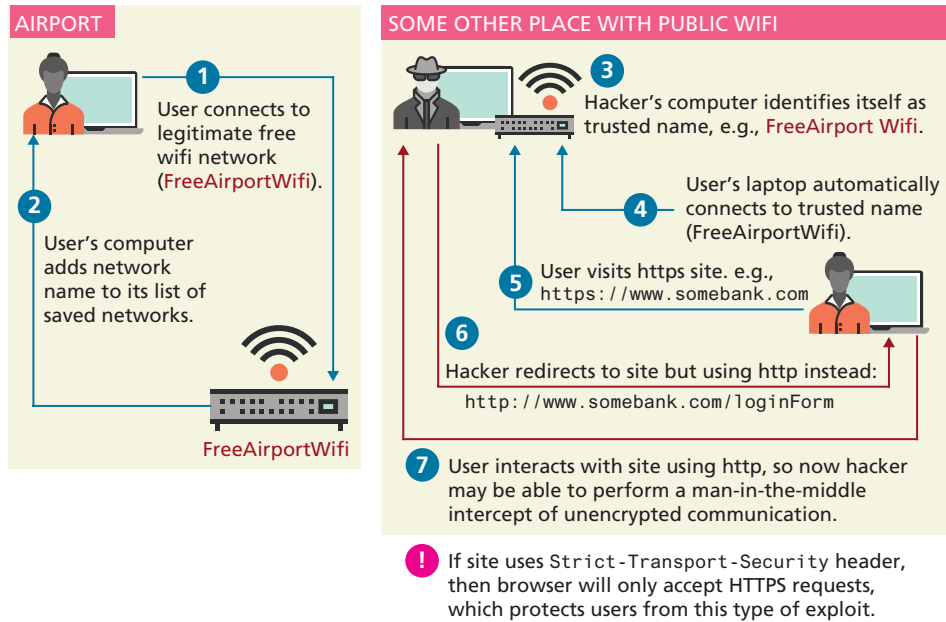 AIRPORT
1
User connects to
legitimate free
wifi network
(FreeAirportWifi).
2
User's computer
adds network
name to its list of
saved networks.
FreeAirportWifi
SOME OTHER PLACE WITH PUBLIC WIFI
3
Hacker's computer identifies itself as
trusted name, e.g., FreeAirport Wifi.
4
User's laptop automatically
connects to trusted name
(FreeAirportWifi).
5
User visits https site. e.g.,
https://www.somebank.com
6
Hacker redirects to site but using http instead:
http://www.somebank.com/loginForm
7
User interacts with site using http, so now hacker
may be able to perform a man-in-the-middle
intercept of unencrypted communication.
!
If site uses Strict-Transport-Security header,
then browser will only accept HTTPS requests,
which protects users from this type of exploit.